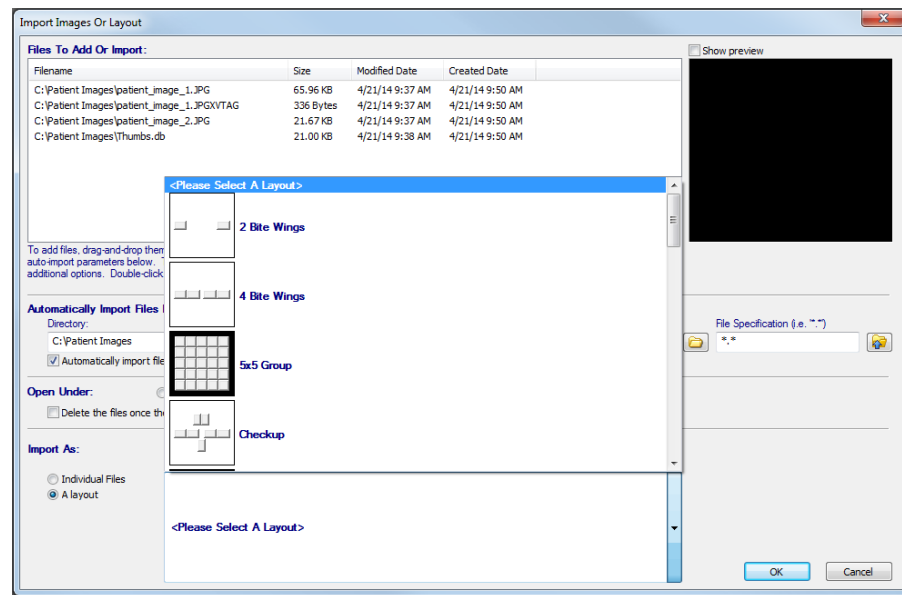 Import Images Or Layout
Files To Add Or Import:
Show preview
Filename Size Modified Date Created Date
C:\Patient Images\patient_image_1.JPG 65.96 KB 4/21/14 9:37 AM 4/21/14 9:50 AM
C:\Patient Images\patient_image_1.JPGXVTAG 336 Bytes 4/21/14 9:37 AM 4/21/14 9:50 AM
C:\Patient Images\patient_image_2.JPG 21.67 KB 4/21/14 9:37 AM 4/21/14 9:50 AM
C:\Patient Images\Thumbs.db 21.00 KB 4/21/14 9:38 AM 4/21/14 9:50 AM
<Please Select A Layout>
2 Bite Wings
To add files, drag-and-drop them
auto-import parameters below.
additional options. Double-click
4 Bite Wings
Automatically Import Files
Directory:
File Specification (i.e. "*.*")
C:\Patient Images
*.*
Automatically import file
5x5 Group
Open Under:
Delete the files once the
Checkup
Import As:
Individual Files
A layout
<Please Select A Layout>
OK Cancel